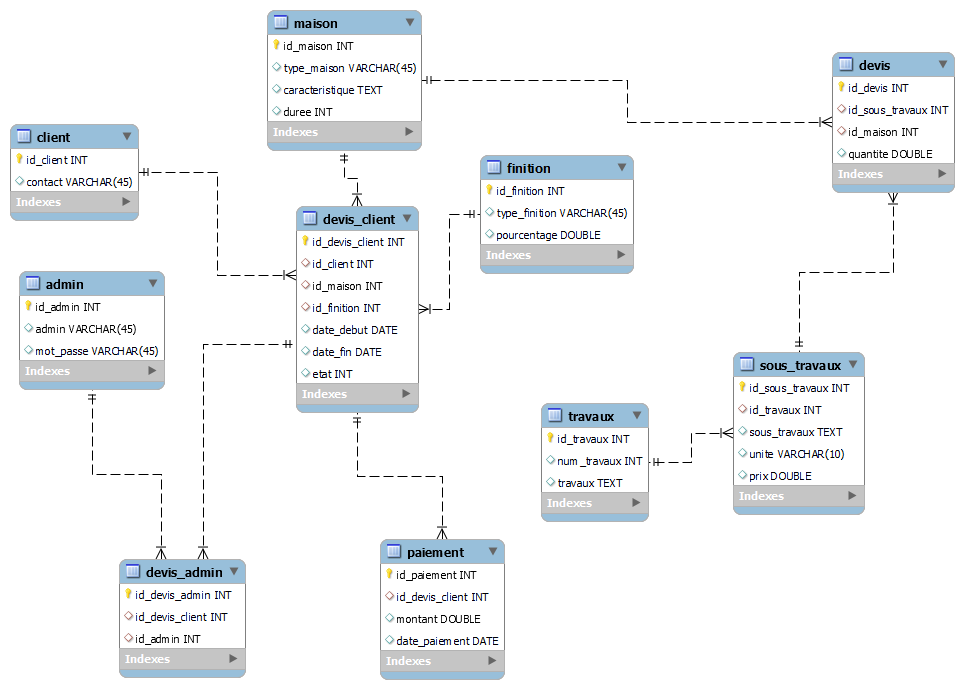 maison
id_maison INT
type_maison VARCHAR(45)
caracteristique TEXT
duree INT
Indexes
devis
id_devis INT
id_sous_travaux INT
id_maison INT
quantite DOUBLE
Indexes
client
id_client INT
contact VARCHAR(45)
Indexes
finition
id_finition INT
type_finition VARCHAR(45)
pourcentage DOUBLE
Indexes
devis_client
id_devis_client INT
id_client INT
id_maison INT
id_finition INT
date_debut DATE
date_fin DATE
etat INT
Indexes
admin
id_admin INT
admin VARCHAR(45)
mot_passe VARCHAR(45)
Indexes
sous_travaux
id_sous_travaux INT
id_travaux INT
sous_travaux TEXT
unite VARCHAR(10)
prix DOUBLE
Indexes
travaux
id_travaux INT
num_travaux INT
travaux TEXT
Indexes
devis_admin
id_devis_admin INT
id_devis_client INT
id_admin INT
Indexes
paiement
id_paiement INT
id_devis_client INT
montant DOUBLE
date_paiement DATE
Indexes